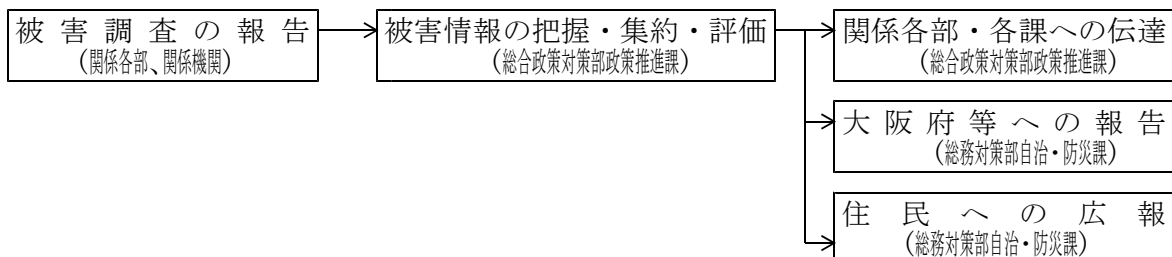 被害調査の報告
(関係各部、関係機関)
被害情報の把握・集約・評価
(総合政策対策部政策推進課)
関係各部・各課への伝達
(総合政策対策部政策推進課)
大阪府等への報告
(総務対策部自治・防災課)
住民への広報
(総務対策部自治・防災課)